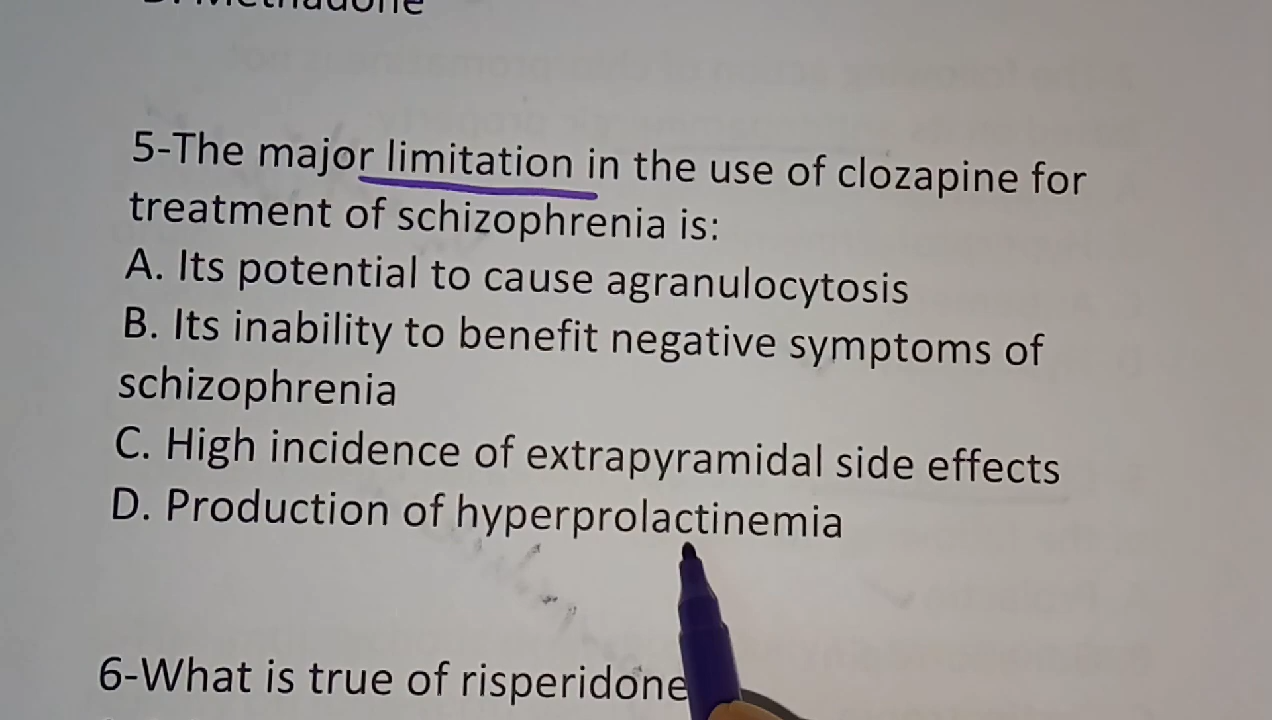 D. Methadone
5-The major limitation in the use of clozapine for
treatment of schizophrenia is:
A. Its potential to cause agranulocytosis
B. Its inability to benefit negative symptoms of
schizophrenia
C. High incidence of extrapyramidal side effects
D. Production of hyperprolactinemia
6-What is true of risperidone